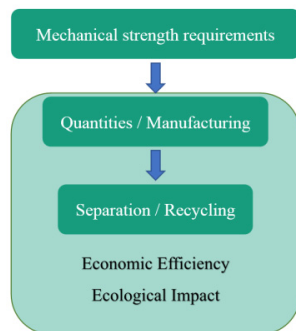 Mechanical strength requirements
Quantities / Manufacturing
Separation / Recycling
Economic Efficiency
Ecological Impact